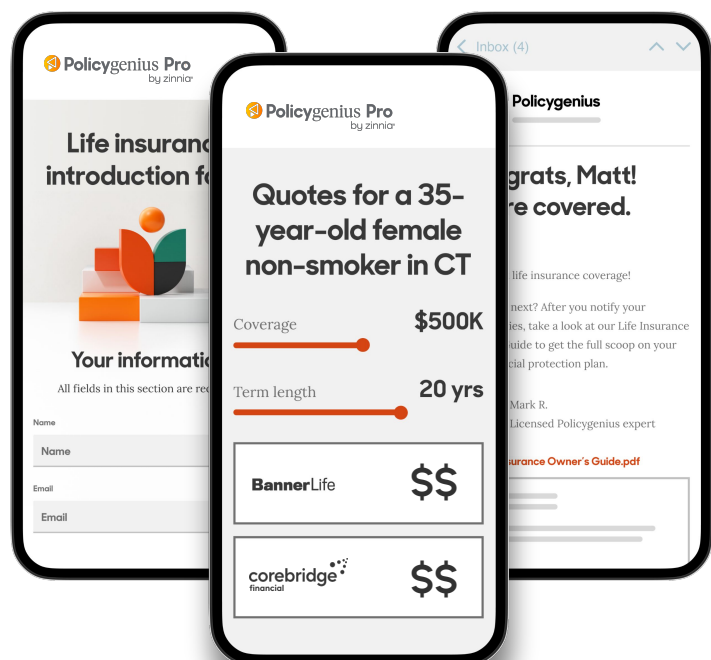 Policygenius Pro
by zinnia
Life insuranc
introduction f
Your informatio
All fields in this section are rec
Name
Name
Email
Email
Policygenius Pro
by zinnia
Quotes for a 35-
year-old female
non-smoker in CT
Coverage
$500K
Term length
20 yrs
BannerLife
$$
corebridge
financial
$$
Inbox (4)
Policygenius
grats, Matt!
re covered.
life insurance coverage!
next? After you notify your
ies, take a look at our Life Insurance
uide to get the full scoop on your
cial protection plan.
Mark R.
Licensed Policygenius expert
surance Owner's Guide.pdf